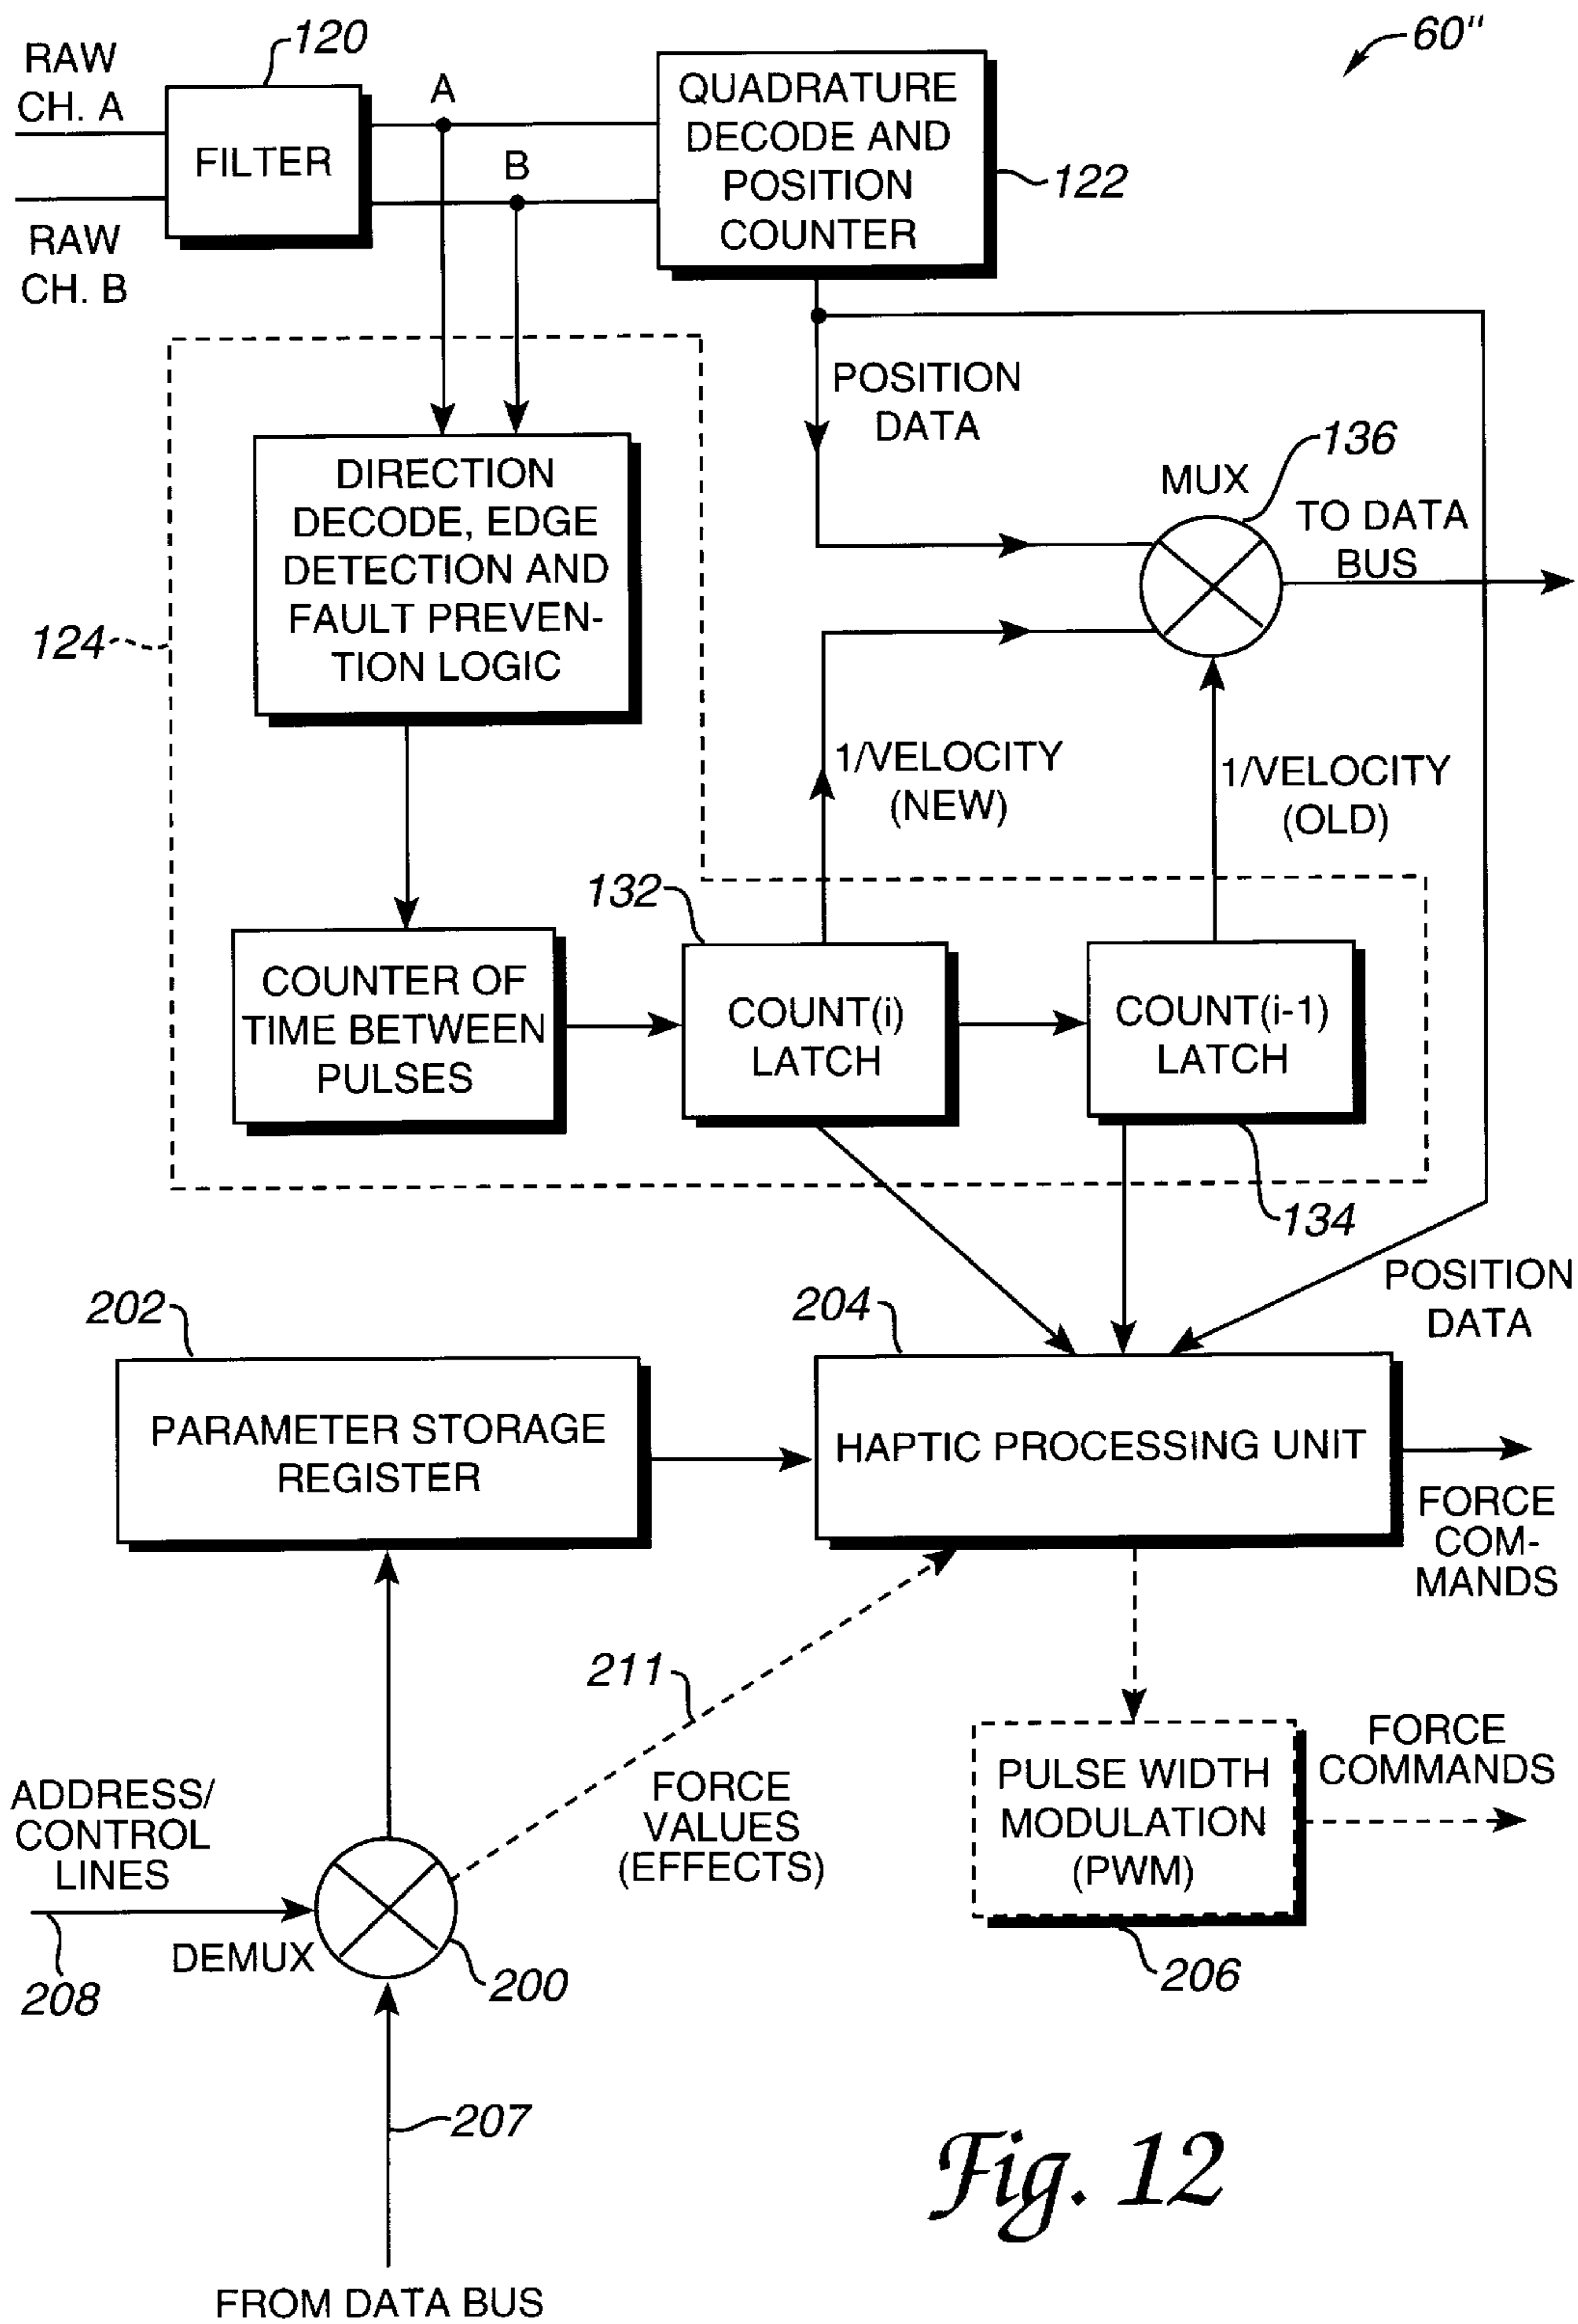 RAW
CH. A
120
60"
FILTER
A
B
QUADRATURE
DECODE AND
POSITION
COUNTER
122
RAW
CH. B
POSITION
DATA
DIRECTION
DECODE, EDGE
DETECTION AND
FAULT PREVEN-
TION LOGIC
124
136
MUX
TO DATA
BUS
1/VELOCITY
(NEW)
1/VELOCITY
(OLD)
132
COUNTER OF
TIME BETWEEN
PULSES
COUNT(i)
LATCH
COUNT(i-1)
LATCH
134
POSITION
DATA
202
204
PARAMETER STORAGE
REGISTER
HAPTIC PROCESSING UNIT
FORCE
COM-
MANDS
211
FORCE
VALUES
(EFFECTS)
PULSE WIDTH
MODULATION
(PWM)
FORCE
COMMANDS
206
ADDRESS/
CONTROL
LINES
208
DEMUX
200
207
FROM DATA BUS
Fig. 12